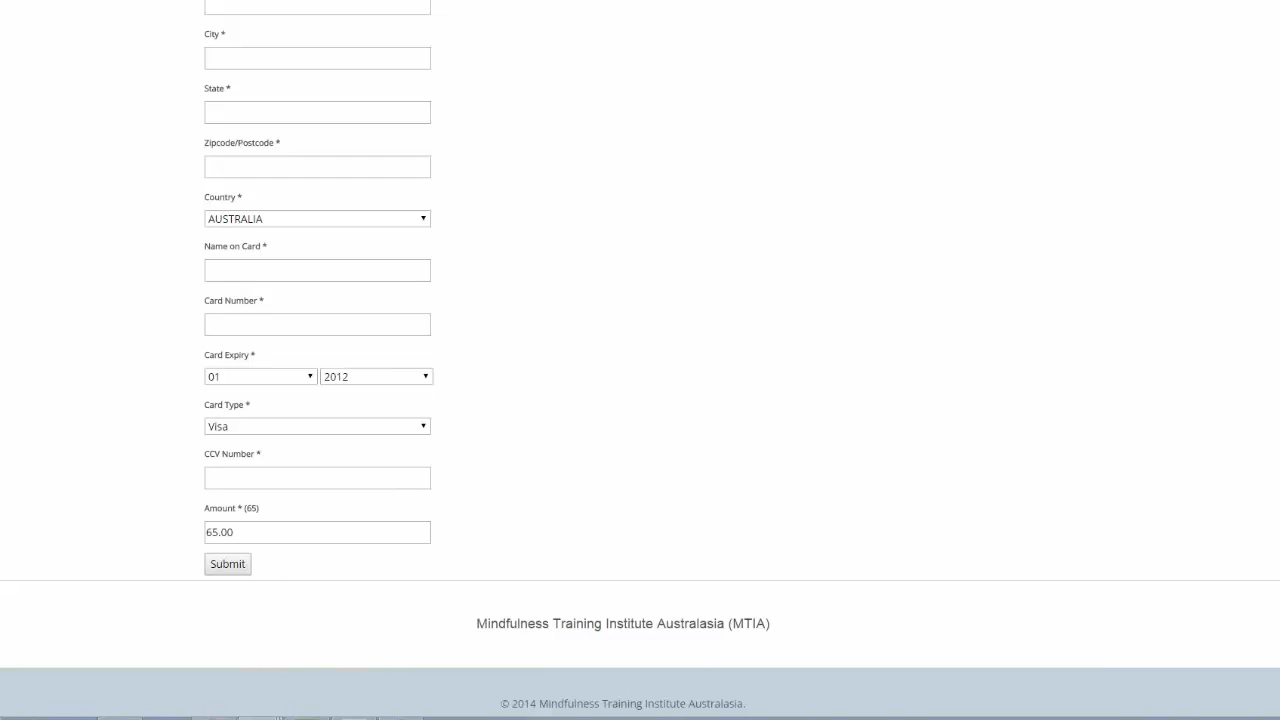 City *
State *
Zipcode/Postcode *
Country *
AUSTRALIA
Name on Card *
Card Number *
Card Expiry *
01 2012
Card Type *
Visa
CCV Number *
Amount * (65)
65.00
Submit
Mindfulness Training Institute Australasia (MTIA)
© 2014 Mindfulness Training Institute Australasia.